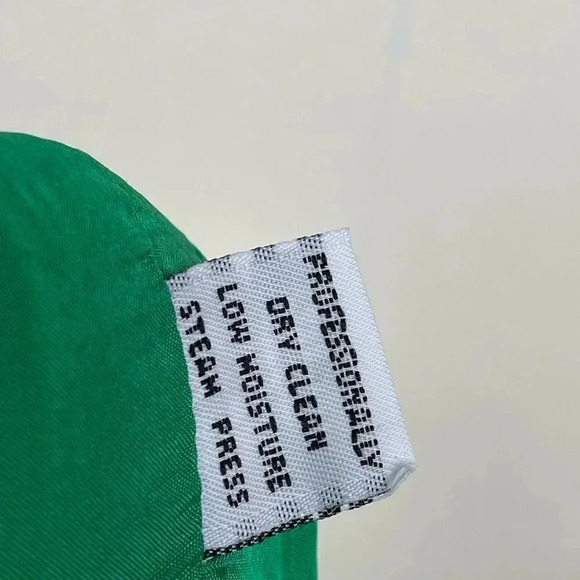 PROFESSIONALLY
DRY CLEAN
LOW MOISTURE
STEAM PRESS